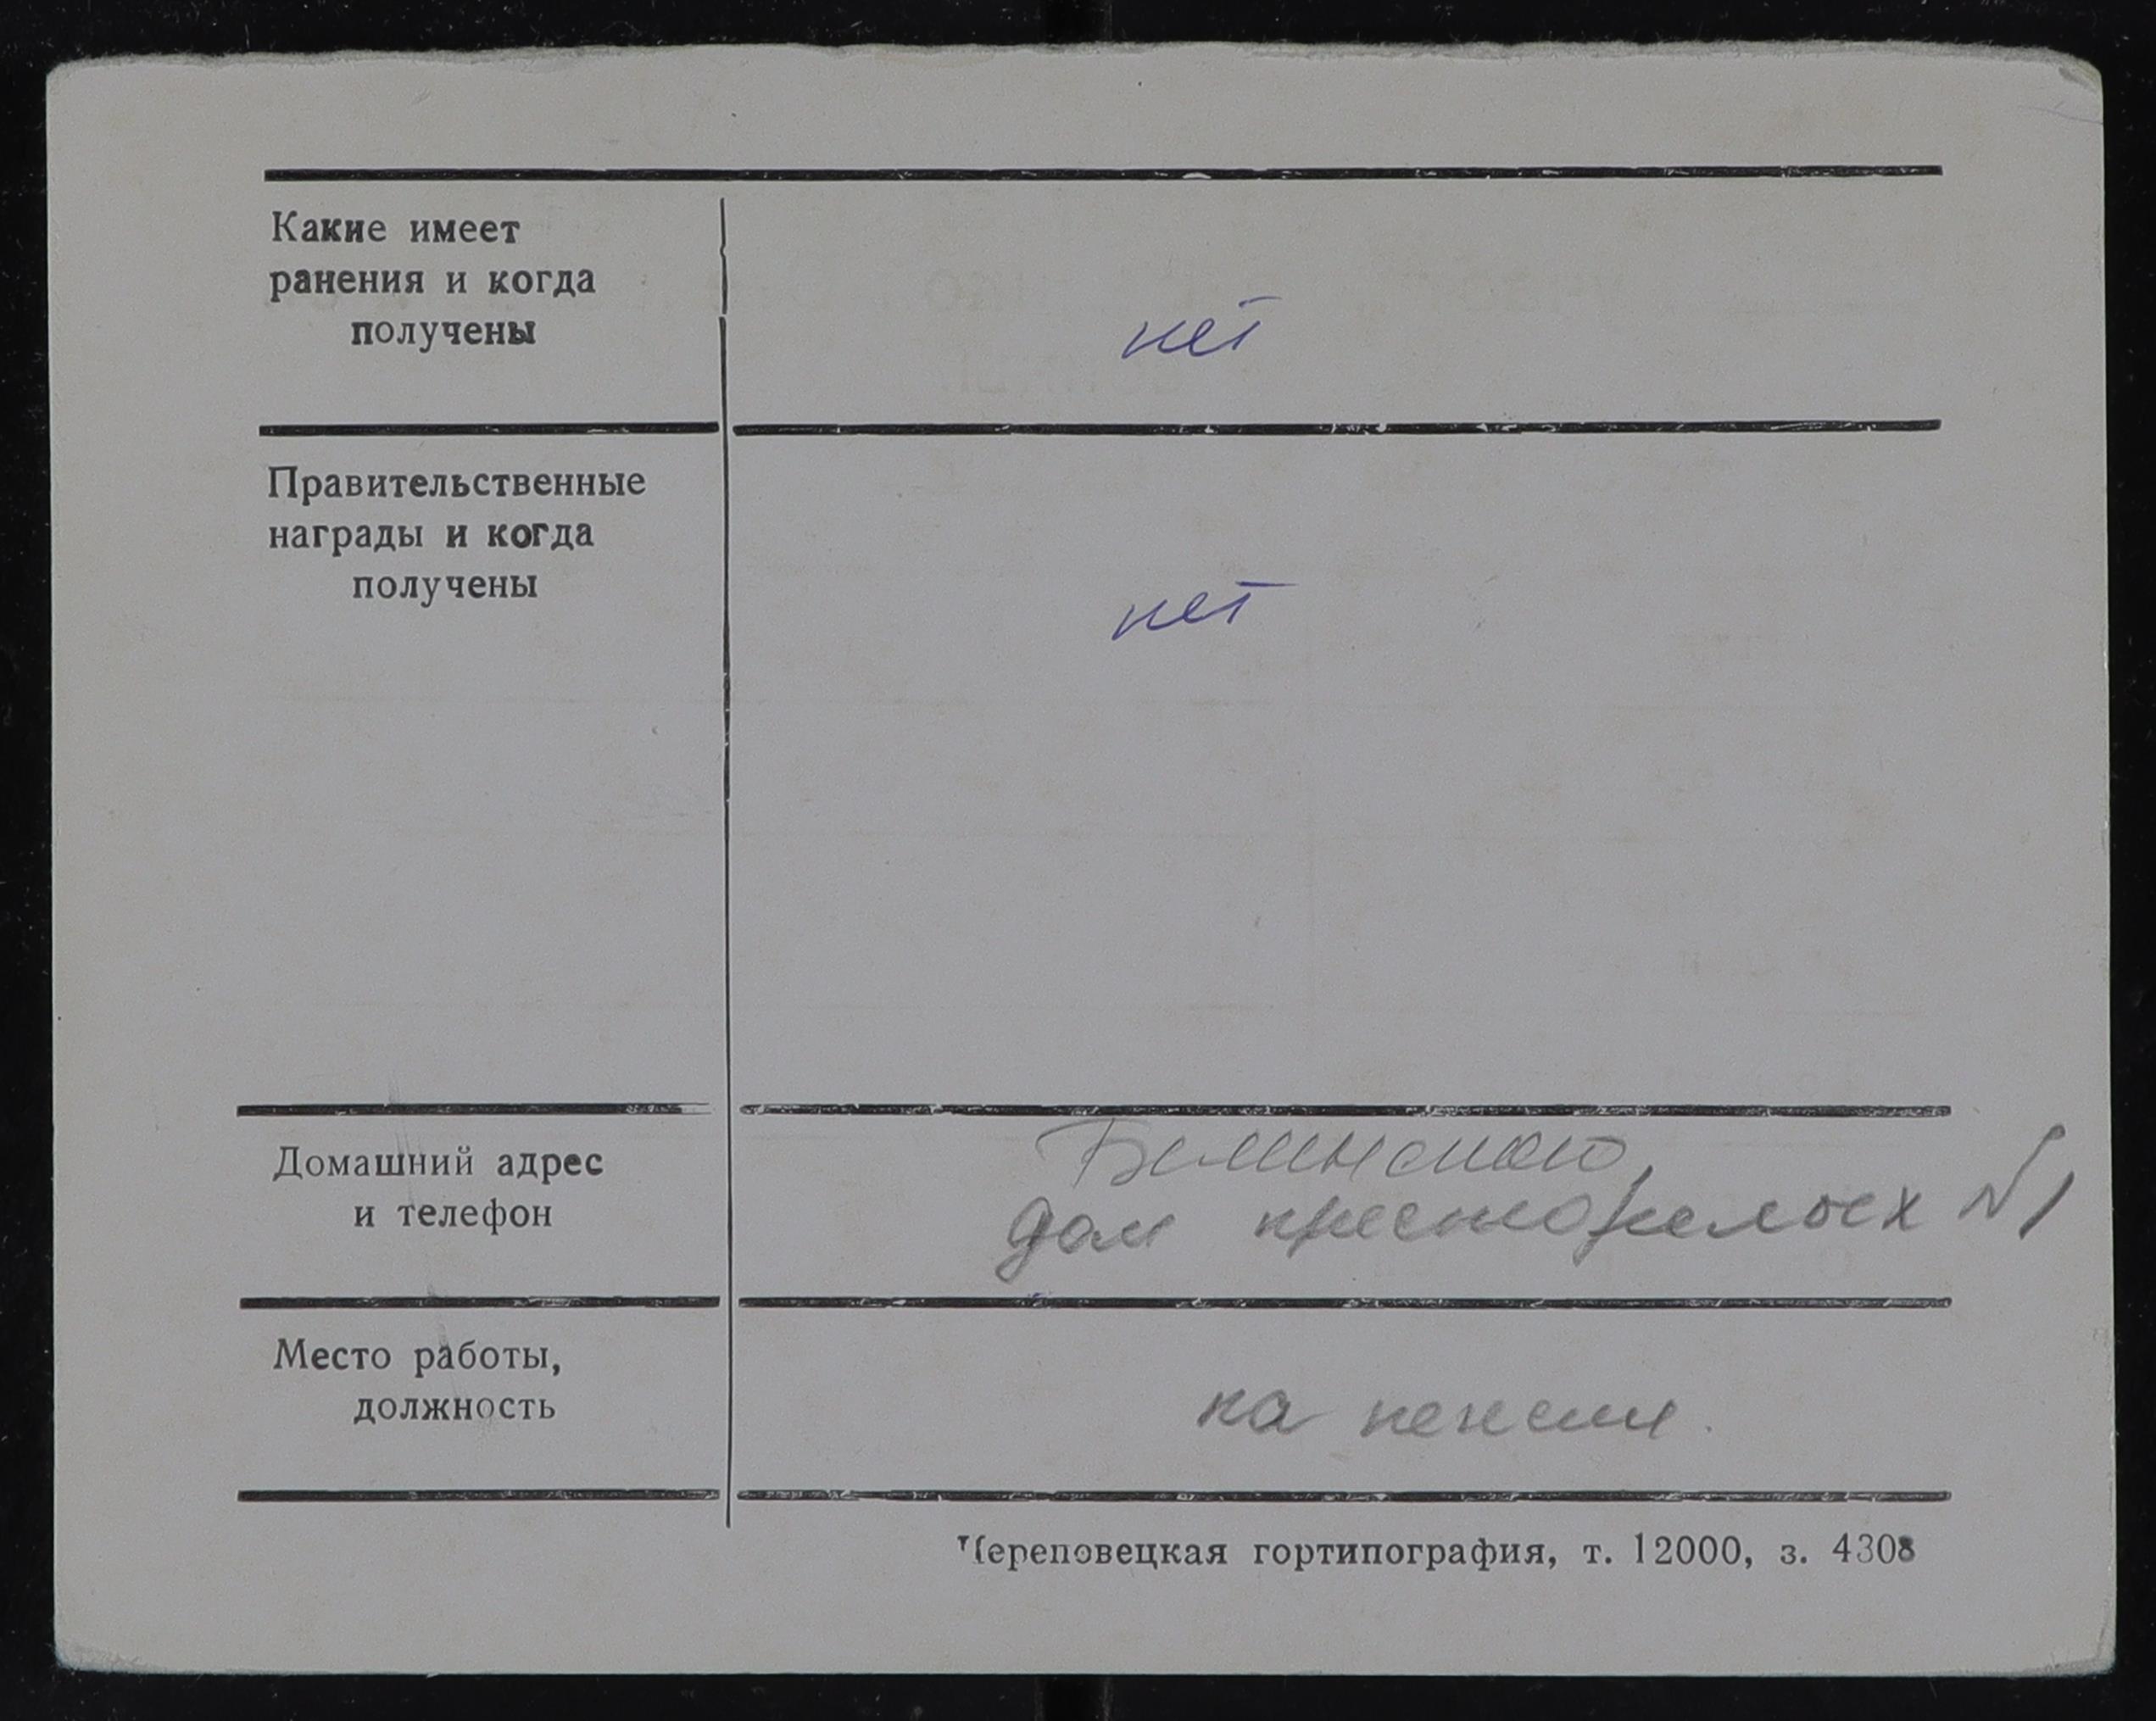 Какие имеет
ранения и когда
получены
нет
Правительственные
награды и когда
получены
нет
Домашний адрес
и телефон
Белинского,
дом престорелых №1
Место работы,
должность
на пенсии.
Череповецкая гортипография, т. 12000, з. 4308